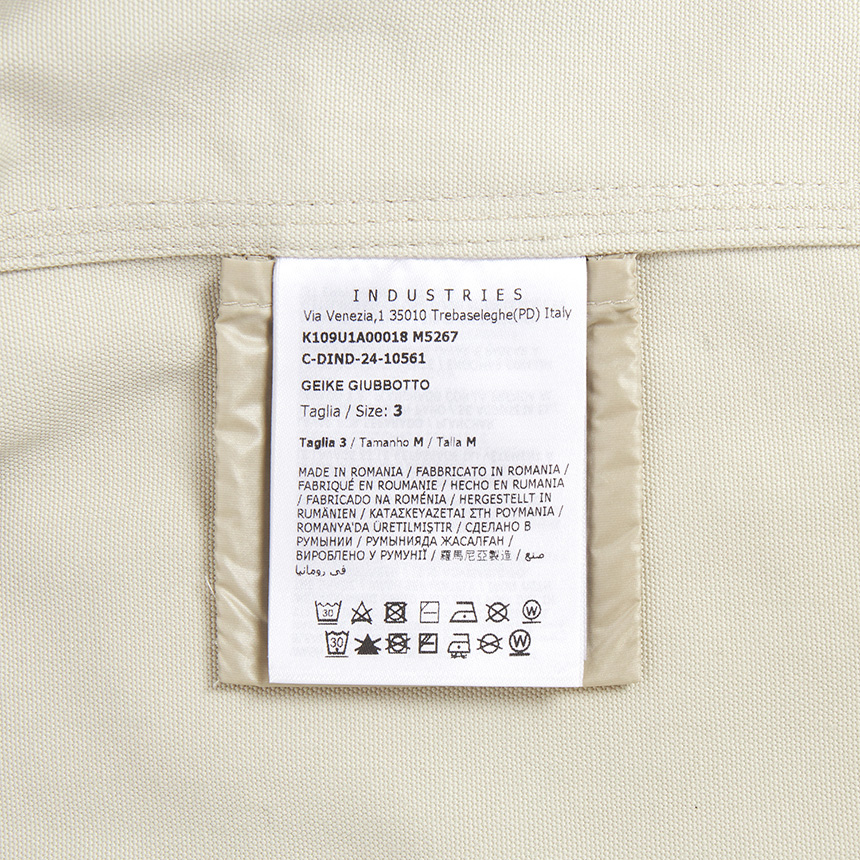 INDUSTRIES
Via Venezia,1 35010 Trebaseleghe(PD) Italy
K109U1A00018 M5267
C-DIND-24-10561
GEIKE GIUBBOTTO
Taglia / Size: 3
Taglia 3 / Tamanho M / Talla M
MADE IN ROMANIA / FABBRICATO IN ROMANIA /
FABRIQUÉ EN ROUMANIE / HECHO EN RUMANIA
/ FABRICADO NA ROMÉNIA / HERGESTELLT IN
RUMÄNIEN / ΚΑΤΑΣΚΕΥΑΖΕΤΑΙ ΣΤΗ ΡΟΥΜΑΝΙΑ /
ROMANYA'DA ÜRETILMIŞTIR / СДЕЛАНО В
РУМЫНИИ / РУМЫНИЯДА ЖАСАЛҒАН /
ВИРОБЛЕНО У РУМУНІЇ / 羅馬尼亞製造 / صنع
في رومانيا
30 W
30 W